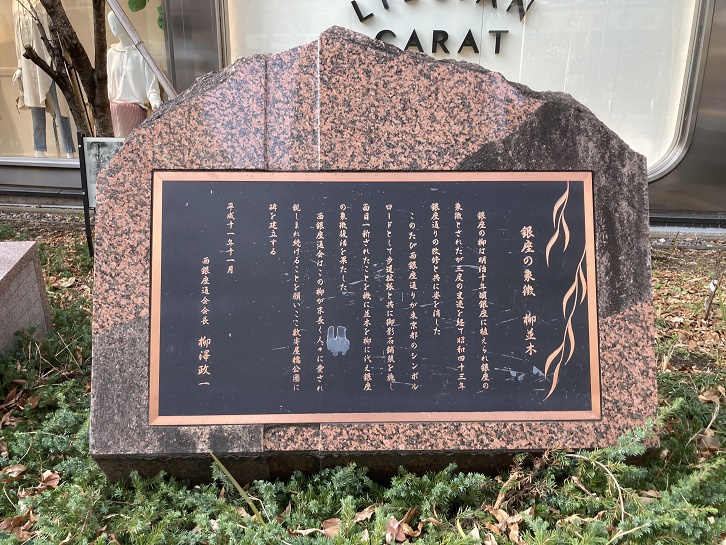 LILLIAN
CARAT
銀座の象徴 柳並木
銀座の柳は明治十年頃銀座に植えられ銀座の
象徴とされたが三度の変遷を経て昭和四十三年
銀座通りの改修と共に姿を消した
このたび西銀座通りが東京都のシンボル
ロードとして歩道拡張と共に御影石舗装を施し
面目一新されたことを機に並木を柳に代え銀座
の象徴復活を果たした
西銀座通会はこの柳が末長く人々に愛され
親しまれ続けることを願いここ数寄屋橋公園に
碑を建立する
平成十一年十一月
西銀座通会会長 柳澤政一